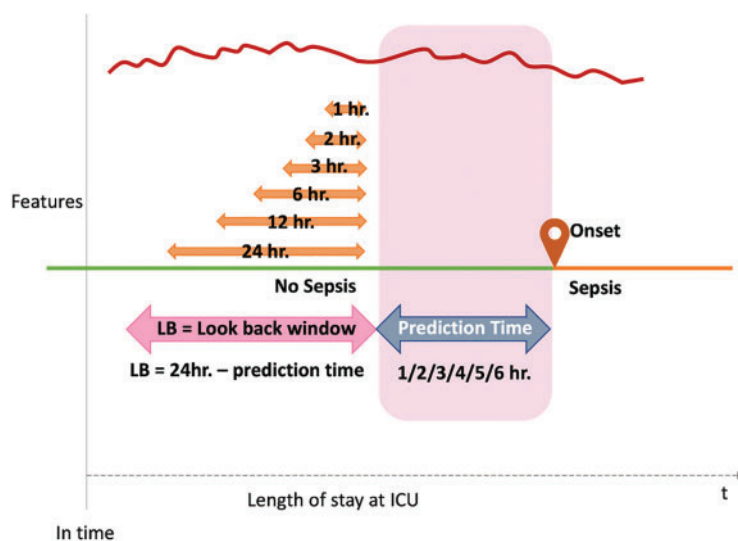 1 hr.
2 hr.
3 hr.
6 hr.
Features
12 hr.
Onset
24 hr.
No Sepsis
Sepsis
LB = Look back window
Prediction Time
LB = 24hr. – prediction time
1/2/3/4/5/6 hr.
Length of stay at ICU
t
In time